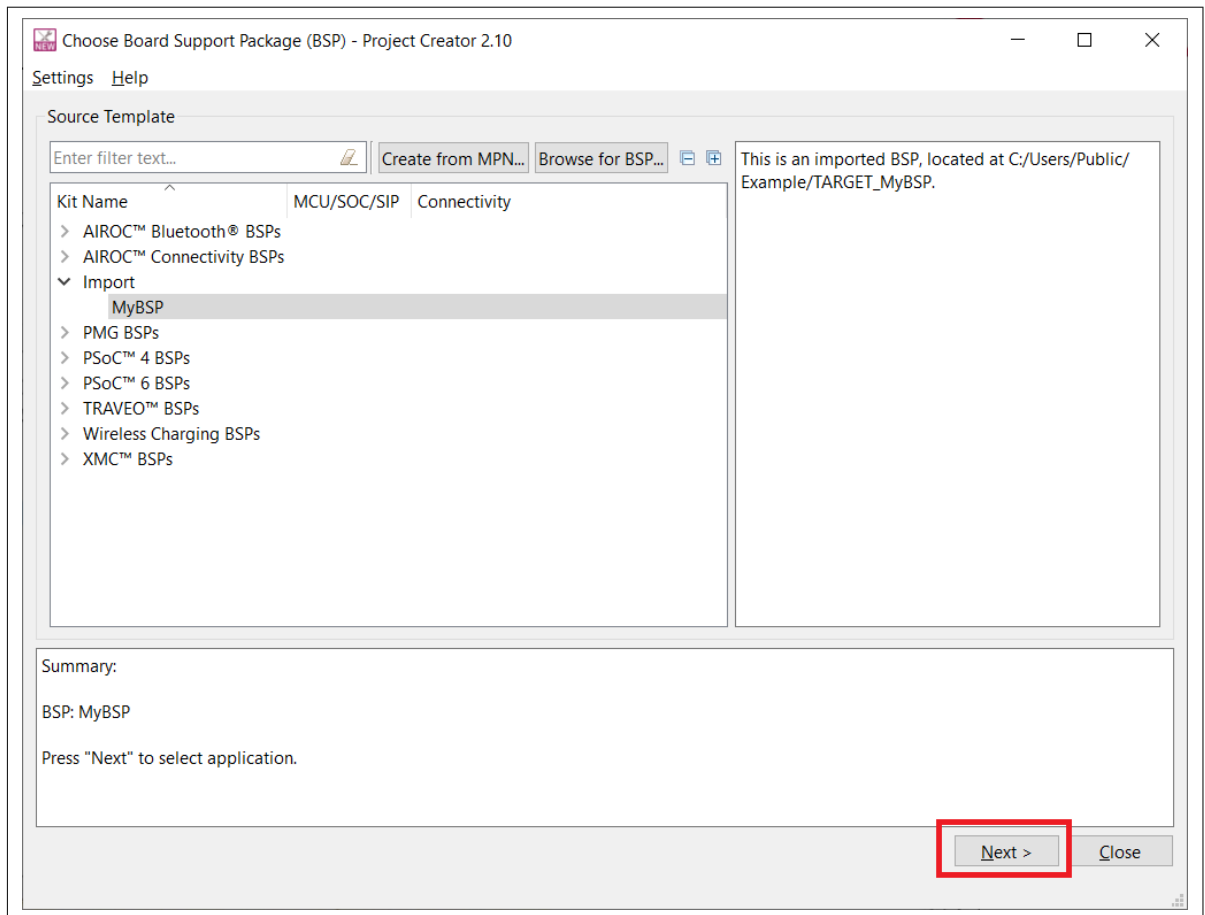 NEW Choose Board Support Package (BSP) - Project Creator 2.10
Settings Help
Source Template
Enter filter text... Create from MPN... Browse for BSP...
This is an imported BSP, located at C:/Users/Public/
Example/TARGET_MyBSP.
Kit Name MCU/SOC/SIP Connectivity
AIROC™ Bluetooth® BSPs
AIROC™ Connectivity BSPs
Import
MyBSP
PMG BSPs
PSoC™ 4 BSPs
PSoC™ 6 BSPs
TRAVEO™ BSPs
Wireless Charging BSPs
XMC™ BSPs
Summary:
BSP: MyBSP
Press "Next" to select application.
Next > Close